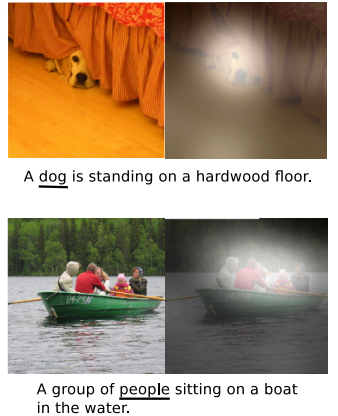 A dog is standing on a hardwood floor.
A group of people sitting on a boat
in the water.